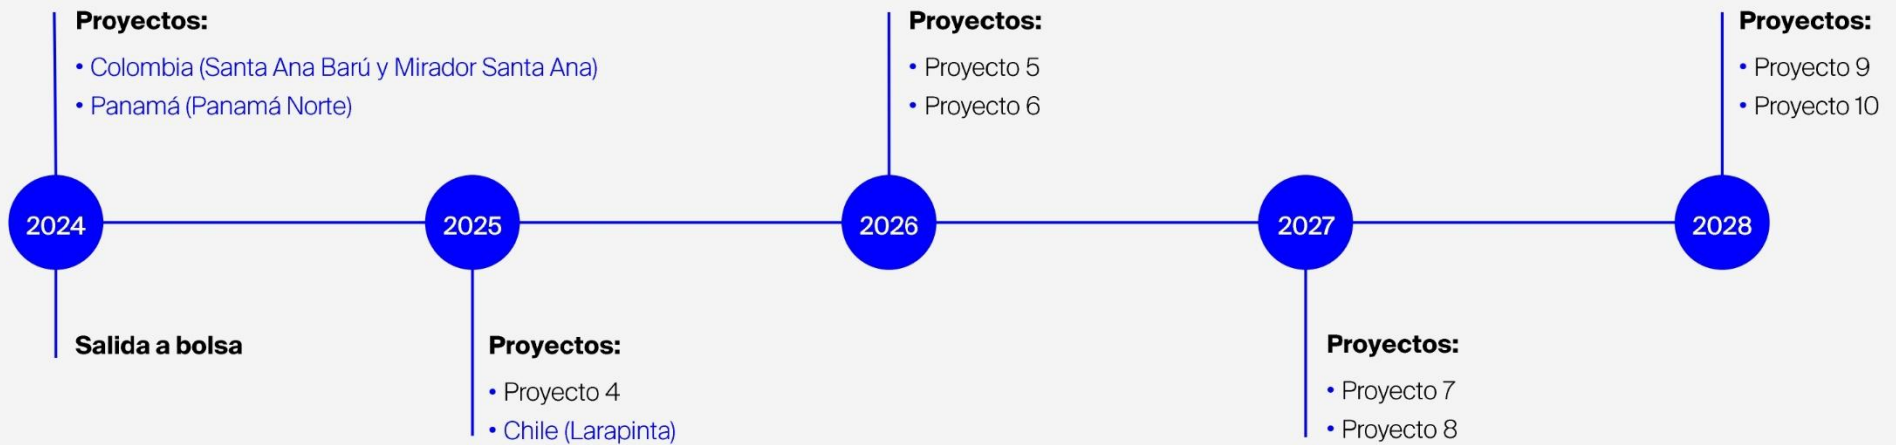 Proyectos:
• Colombia (Santa Ana Barú y Mirador Santa Ana)
• Panamá (Panamá Norte)
Proyectos:
• Proyecto 5
• Proyecto 6
Proyectos:
• Proyecto 9
• Proyecto 10
2024
2025
2026
2027
2028
Salida a bolsa
Proyectos:
• Proyecto 4
• Chile (Larapinta)
Proyectos:
• Proyecto 7
• Proyecto 8